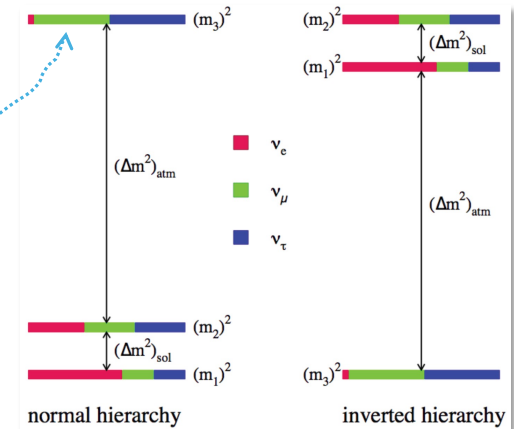 (m₃)²
(m₂)²
(Δm²)sol
(m₁)²
(Δm²)atm
νe
νμ
ντ
(Δm²)atm
(m₂)²
(Δm²)sol
(m₁)²
(m₃)²
normal hierarchy
inverted hierarchy